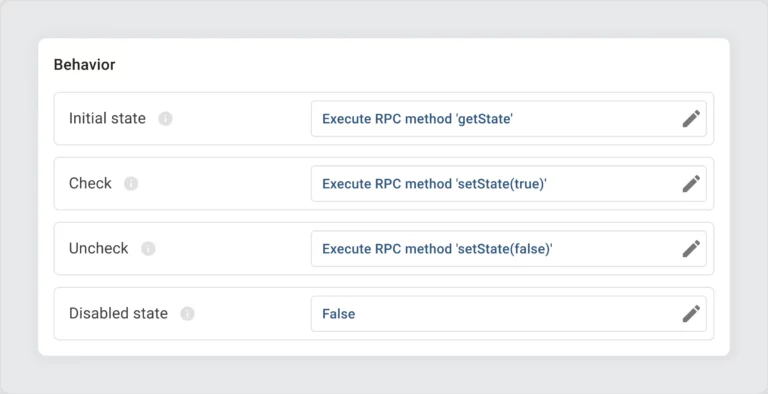 Behavior
Initial state
Execute RPC method 'getState'
Check
Execute RPC method 'setState(true)'
Uncheck
Execute RPC method 'setState(false)'
Disabled state
False